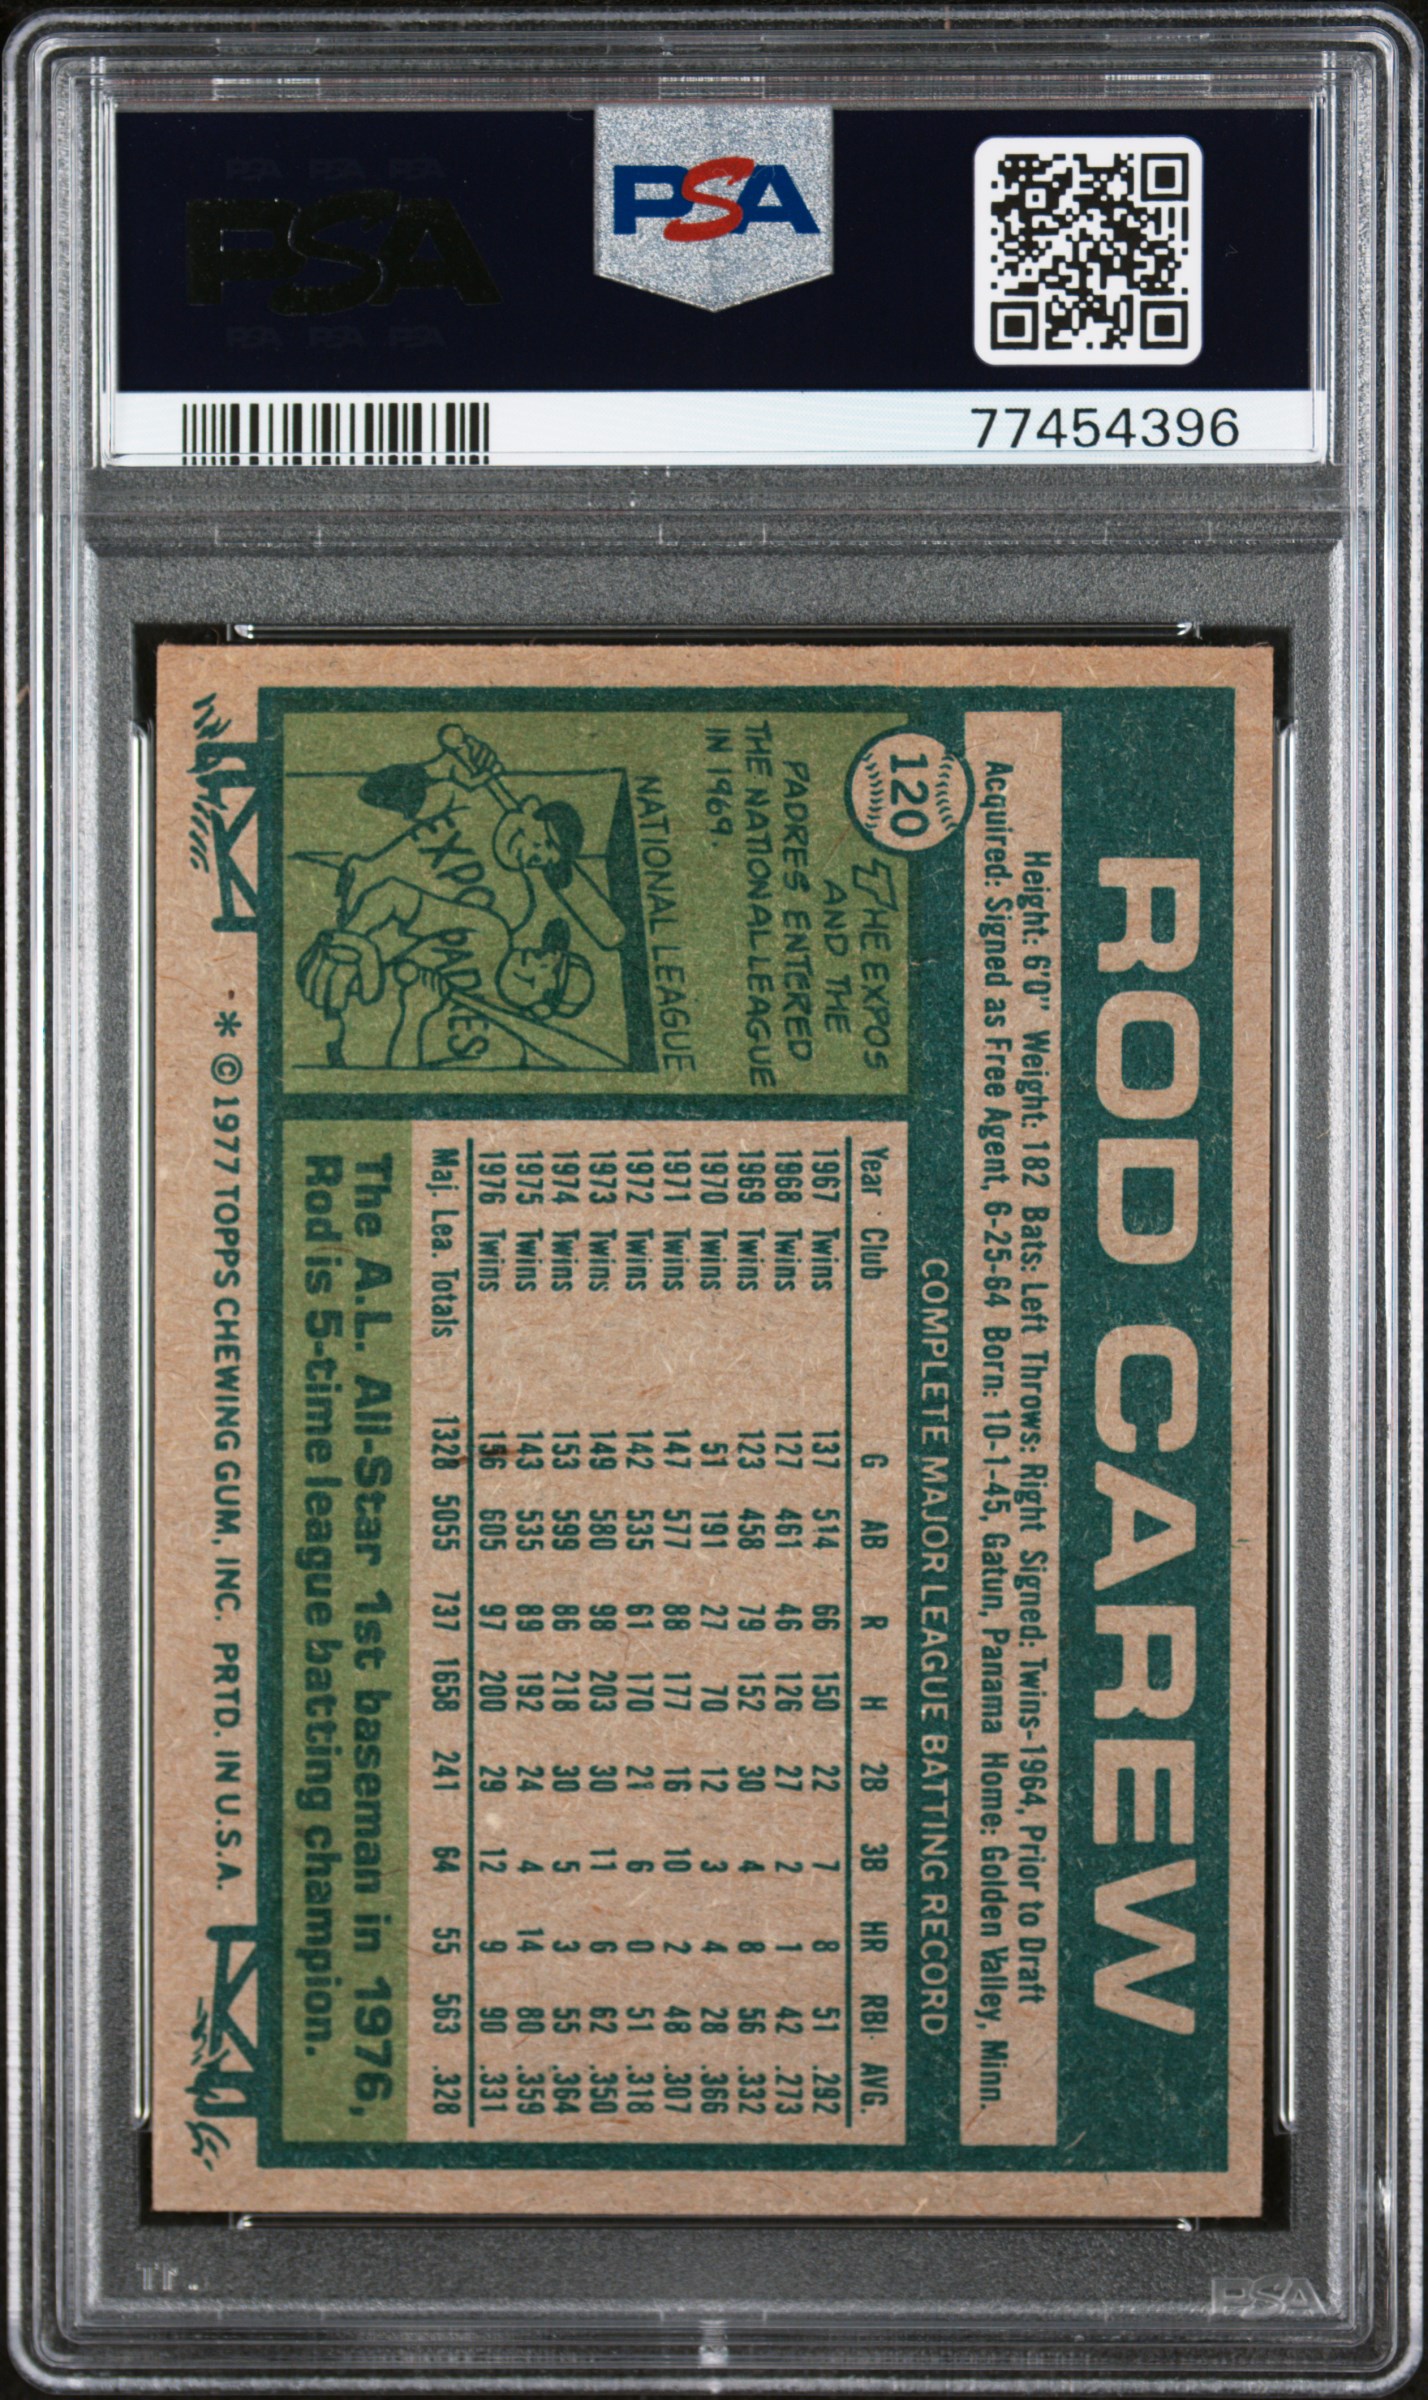 PSA PSA PSA
PSA
PSA PSA PSA
PSA
77454396
ROD CAREW
Height: 6'0" Weight: 182 Bats: Left Throws: Right Signed: Twins-1964, Prior to Draft
Acquired: Signed as Free Agent, 6-25-64 Born: 10-1-45, Gatun, Panama Home: Golden Valley, Minn.
120
THE EXPOS
AND THE
PADRES ENTERED
THE NATIONAL LEAGUE
IN 1969.
NATIONAL LEAGUE
EXPO
PADRES
COMPLETE MAJOR LEAGUE BATTING RECORD
Year Club G AB R H 2B 3B HR RBI AVG.
1967 Twins 137 514 66 150 22 7 8 51 .292
1968 Twins 127 461 46 126 27 2 1 42 .273
1969 Twins 123 458 79 152 30 4 8 56 .332
1970 Twins 51 191 27 70 12 3 4 28 .366
1971 Twins 147 577 88 177 16 10 2 48 .307
1972 Twins 142 535 61 170 21 6 0 51 .318
1973 Twins 149 580 98 203 30 11 6 62 .350
1974 Twins 153 599 86 218 30 5 3 55 .364
1975 Twins 143 535 89 192 24 4 14 80 .359
1976 Twins 156 605 97 200 29 12 9 90 .331
Maj. Lea. Totals 1328 5055 737 1658 241 64 55 563 .328
The A.L. All-Star 1st baseman in 1976,
Rod is 5-time league batting champion.
* © 1977 TOPPS CHEWING GUM, INC. PRTD. IN U.S.A.
PSA